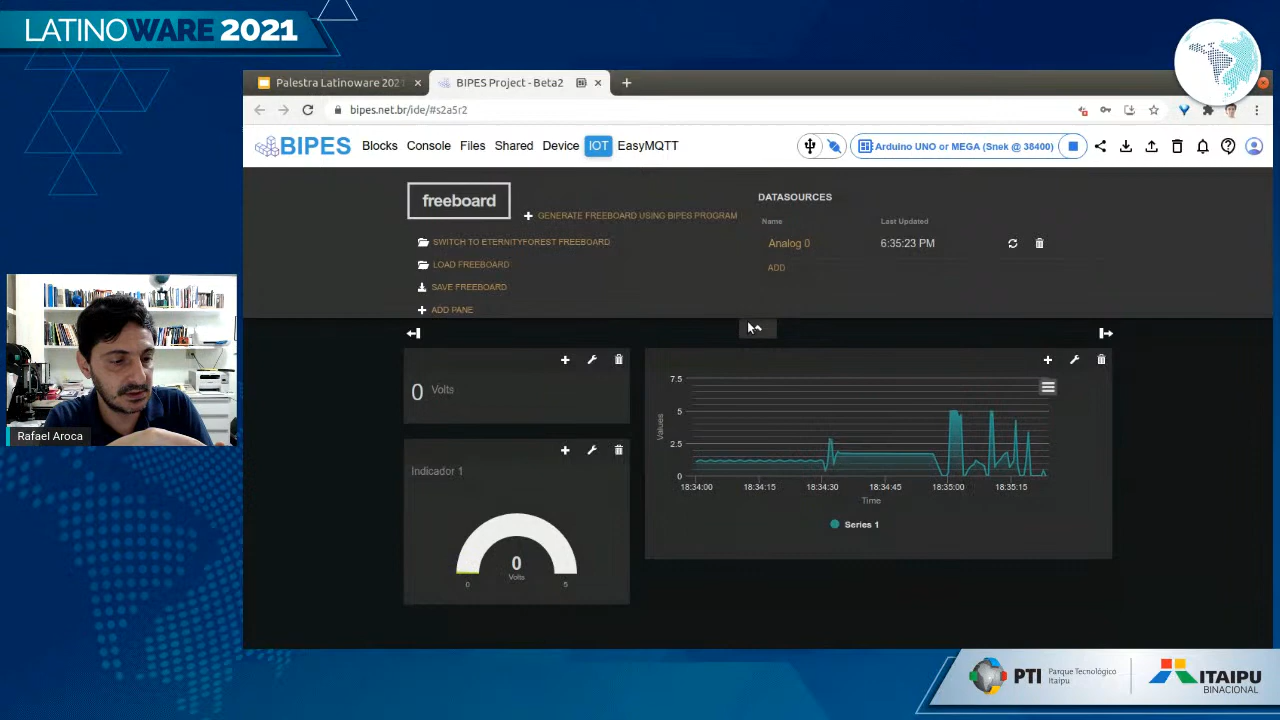 LATINOWARE 2021
Palestra Latinoware 2021
BIPES Project - Beta2
bipes.net.br/ide/#s2a5r2
BIPES
Blocks
Console
Files
Shared
Device
IOT
EasyMQTT
Arduino UNO or MEGA (Snek @ 38400)
freeboard
GENERATE FREEBOARD USING BIPES PROGRAM
SWITCH TO ETERNITYFOREST FREEBOARD
LOAD FREEBOARD
SAVE FREEBOARD
ADD PANE
DATASOURCES
Name
Last Updated
Analog 0
6:35:23 PM
ADD
0 Volts
Indicador 1
0
Volts
0
5
7.5
5
2.5
0
Values
18:34:00
18:34:15
18:34:30
18:34:45
18:35:00
18:35:15
Time
Series 1
Rafael Aroca
PTI
Parque Tecnológico
Itaipu
ITAIPU
BINACIONAL